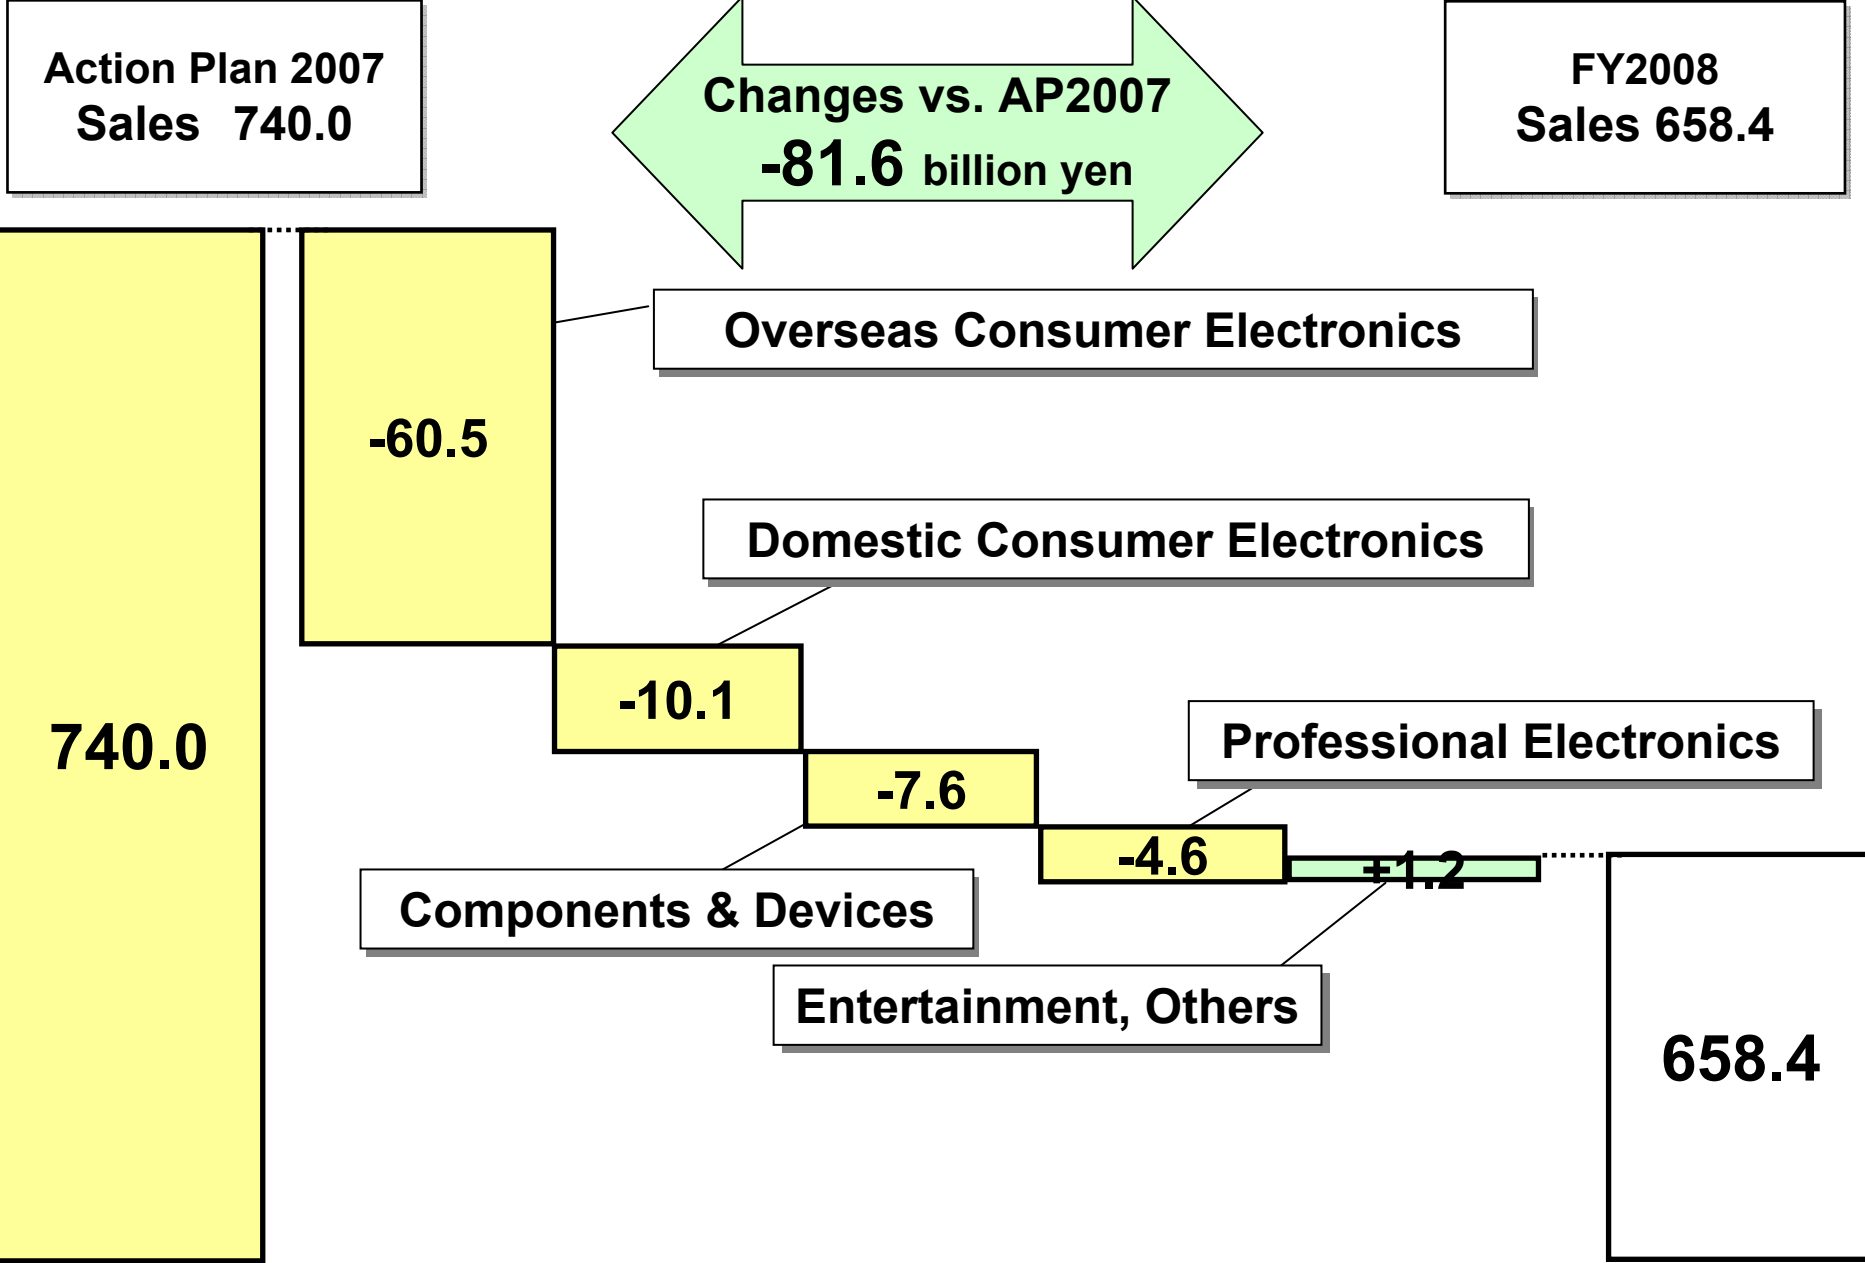 Action Plan 2007
Sales 740.0
Changes vs. AP2007
-81.6 billion yen
FY2008
Sales 658.4
Overseas Consumer Electronics
-60.5
Domestic Consumer Electronics
-10.1
740.0
Professional Electronics
-7.6
-4.6
+1.2
Components & Devices
Entertainment, Others
658.4